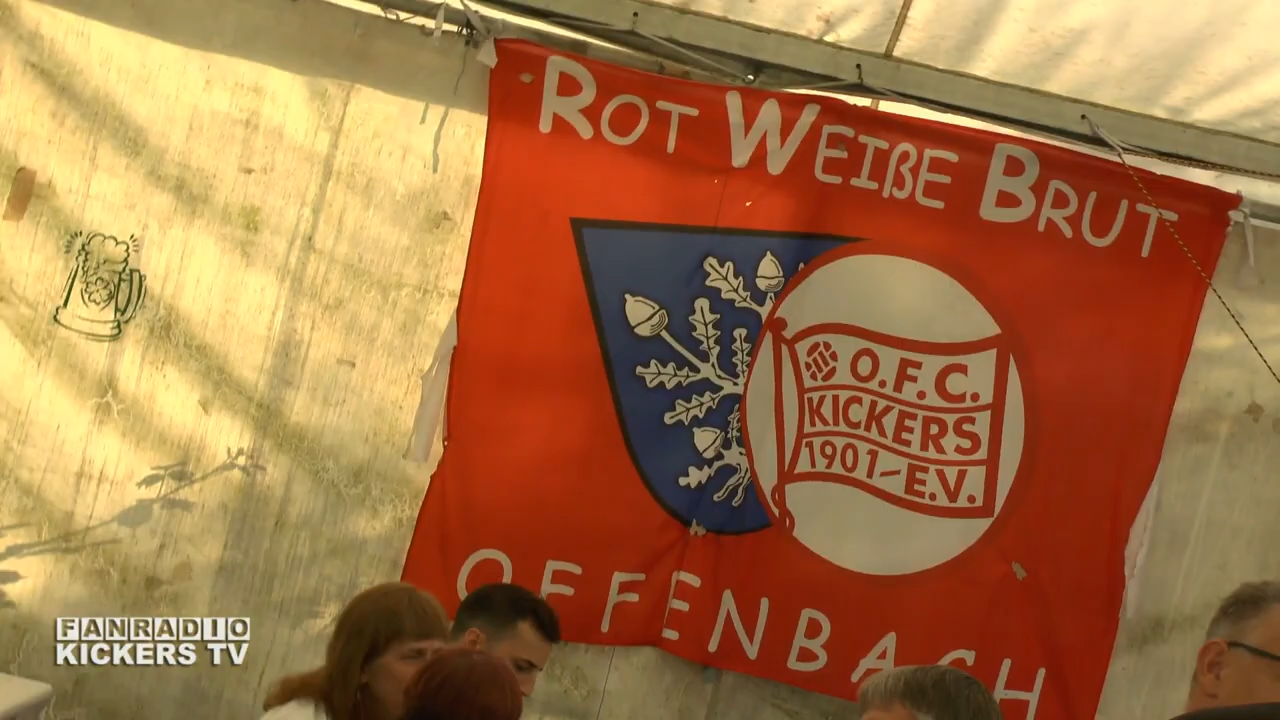 ROT WEIßE BRUT
O.F.C.
KICKERS
1901-E.V.
OFFENBACH
FANRADIO
KICKERS TV